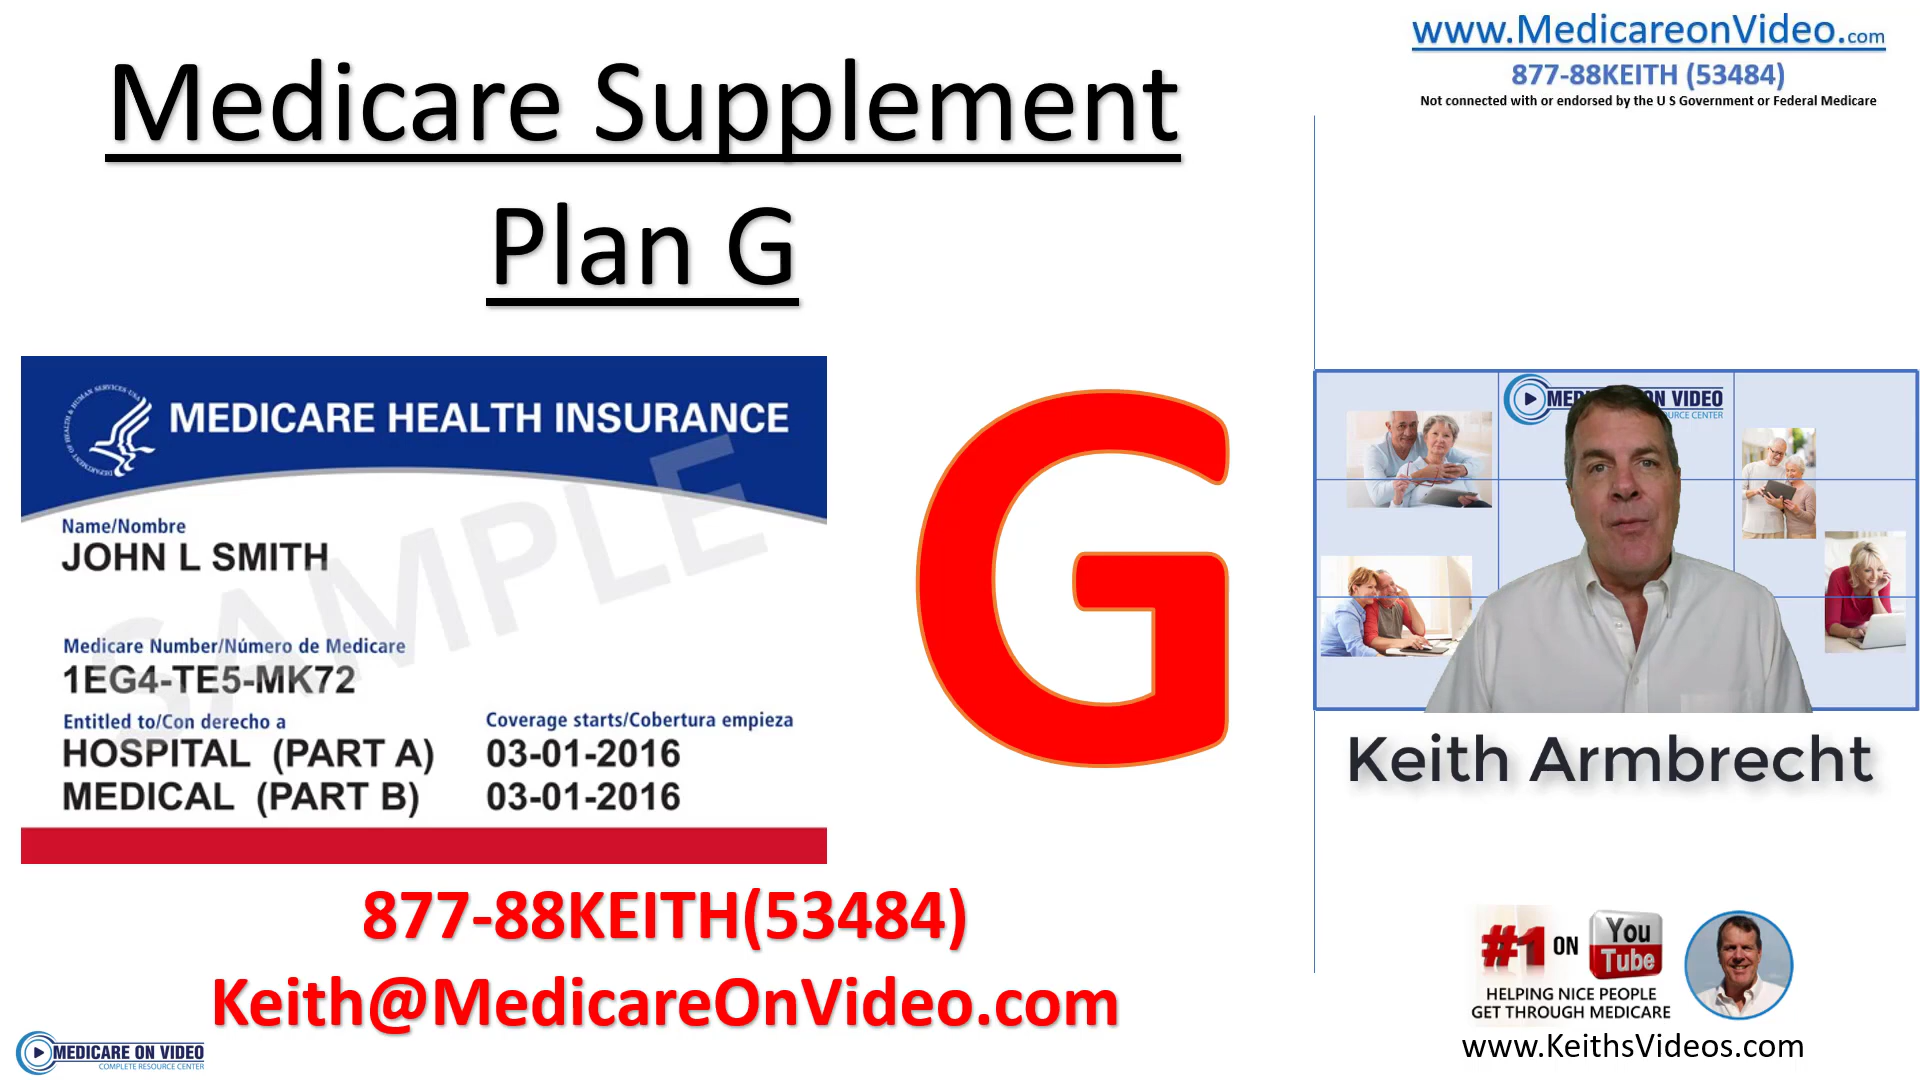 Medicare Supplement
Plan G
MEDICARE HEALTH INSURANCE
SAMPLE
Name/Nombre
JOHN L SMITH
Medicare Number/Número de Medicare
1EG4-TE5-MK72
Entitled to/Con derecho a
Coverage starts/Cobertura empieza
HOSPITAL (PART A) 03-01-2016
MEDICAL (PART B) 03-01-2016
G
877-88KEITH(53484)
Keith@MedicareOnVideo.com
MEDICARE ON VIDEO
COMPLETE RESOURCE CENTER
www.MedicareonVideo.com
877-88KEITH (53484)
Not connected with or endorsed by the U S Government or Federal Medicare
ON VIDEO
Keith Armbrecht
#1 ON
You
Tube
HELPING NICE PEOPLE
GET THROUGH MEDICARE
www.KeithsVideos.com